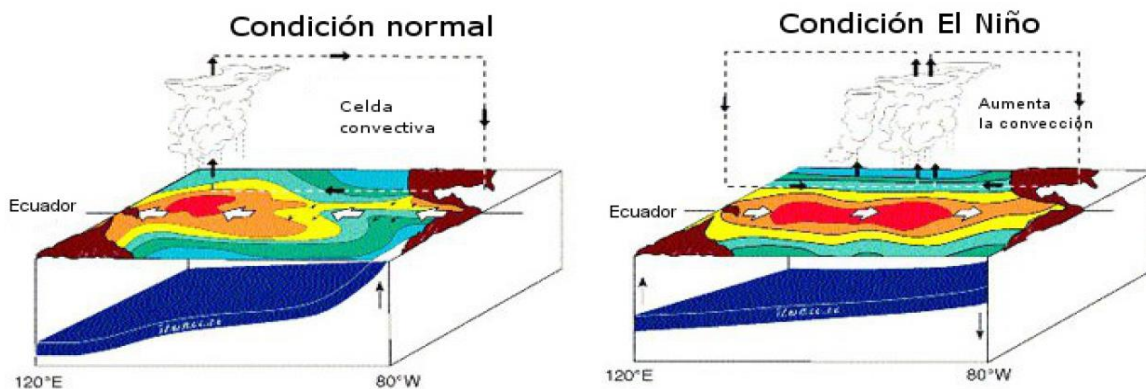 Condición normal
Celda
convectiva
Ecuador
120°E
80°W
Condición El Niño
Aumenta
la convección
Ecuador
120°E
80°W